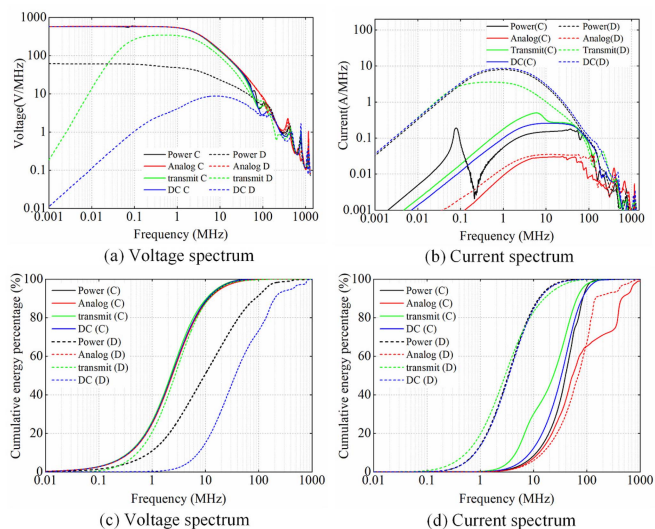 1000
100
10
1
0.1
0.01
Voltage(V/MHz)
Power C
Power D
Analog C
Analog D
transmit C
transmit D
DC C
DC D
0.001 0.01 0.1 1 10 100 1000
Frequency (MHz)
(a) Voltage spectrum
1000
100
10
1
0.1
0.01
0.001
Current(A/MHz)
Power(C)
Power(D)
Analog(C)
Analog(D)
Transmit(C)
Transmit(D)
DC(C)
DC(D)
0.001 0.01 0.1 1 10 100 1000
Frequency (MHz)
(b) Current spectrum
100
80
60
40
20
0
Cumulative energy percentage (%)
Power (C)
Analog (C)
transmit (C)
DC (C)
Power (D)
Analog (D)
transmit (D)
DC (D)
0.01 0.1 1 10 100 1000
Frequency (MHz)
(c) Voltage spectrum
100
80
60
40
20
0
Cumulative energy percentage (%)
Power (C)
Analog (C)
transmit (C)
DC (C)
Power (D)
Analog (D)
transmit (D)
DC (D)
0.01 0.1 1 10 100 1000
Frequency (MHz)
(d) Current spectrum